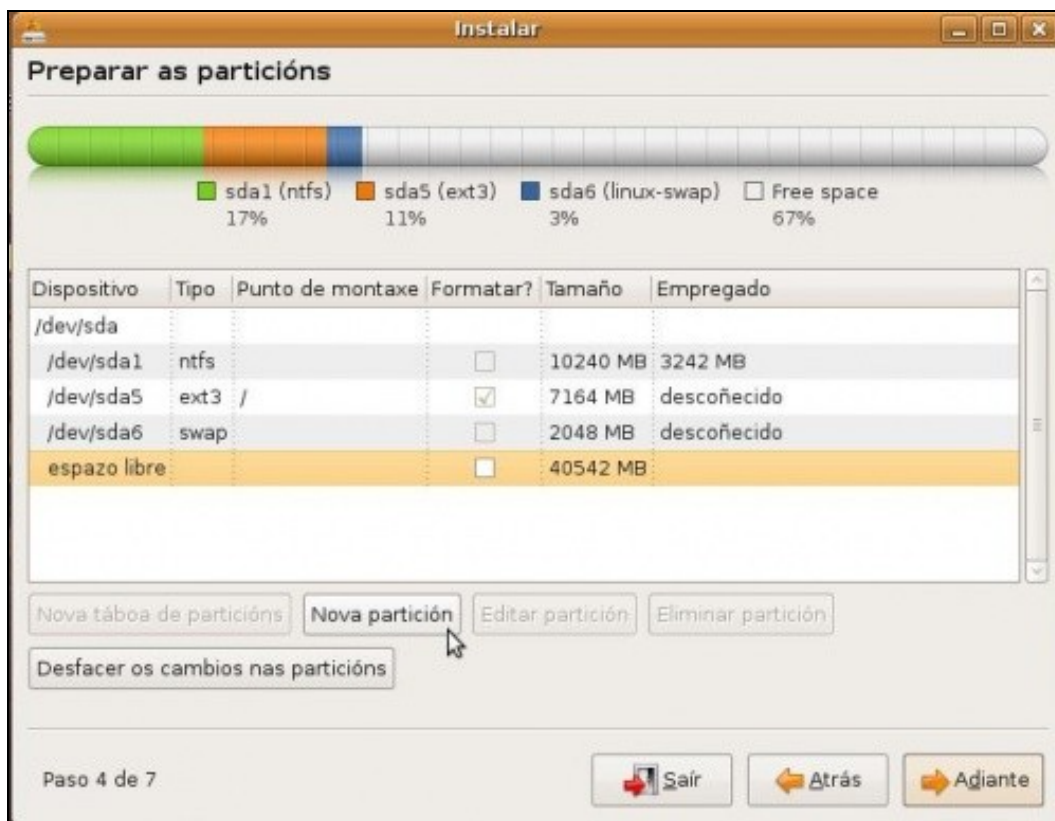 Instalar
Preparar as particións
sda1 (ntfs) sda5 (ext3) sda6 (linux-swap) Free space
17% 11% 3% 67%
Dispositivo Tipo Punto de montaxe Formatar? Tamaño Empregado
/dev/sda
/dev/sda1 ntfs 10240 MB 3242 MB
/dev/sda5 ext3 / 7164 MB descoñecido
/dev/sda6 swap 2048 MB descoñecido
espazo libre 40542 MB
Nova táboa de particións Nova partición Editar partición Eliminar partición
Desfacer os cambios nas particións
Paso 4 de 7 Saír Atrás Adiante